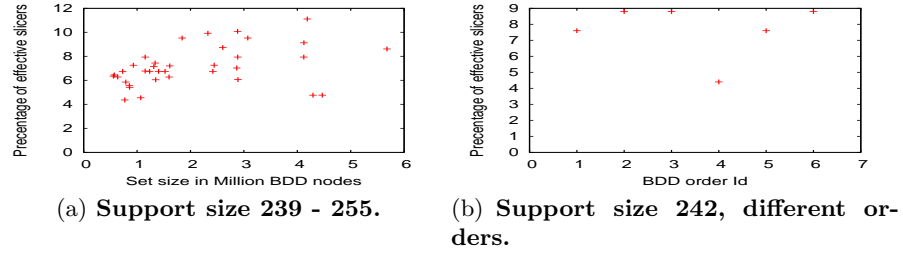 Precentage of effective slicers
12
10
8
6
4
2
0
0 1 2 3 4 5 6
Set size in Million BDD nodes
(a) Support size 239 - 255.
Precentage of effective slicers
9
8
7
6
5
4
3
2
1
0
0 1 2 3 4 5 6 7
BDD order Id
(b) Support size 242, different or-
ders.